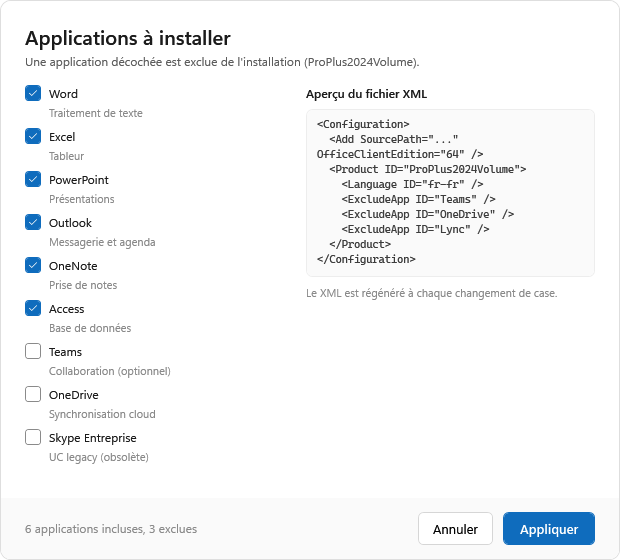 Applications à installer
Une application décochée est exclue de l'installation (ProPlus2024Volume).
Word
Traitement de texte
Excel
Tableur
PowerPoint
Présentations
Outlook
Messagerie et agenda
OneNote
Prise de notes
Access
Base de données
Teams
Collaboration (optionnel)
OneDrive
Synchronisation cloud
Skype Entreprise
UC legacy (obsolète)
Aperçu du fichier XML
<Configuration>
  <Add SourcePath="..."
OfficeClientEdition="64" />
  <Product ID="ProPlus2024Volume">
    <Language ID="fr-fr" />
    <ExcludeApp ID="Teams" />
    <ExcludeApp ID="OneDrive" />
    <ExcludeApp ID="Lync" />
  </Product>
</Configuration>
Le XML est régénéré à chaque changement de case.
6 applications incluses, 3 exclues
Annuler
Appliquer